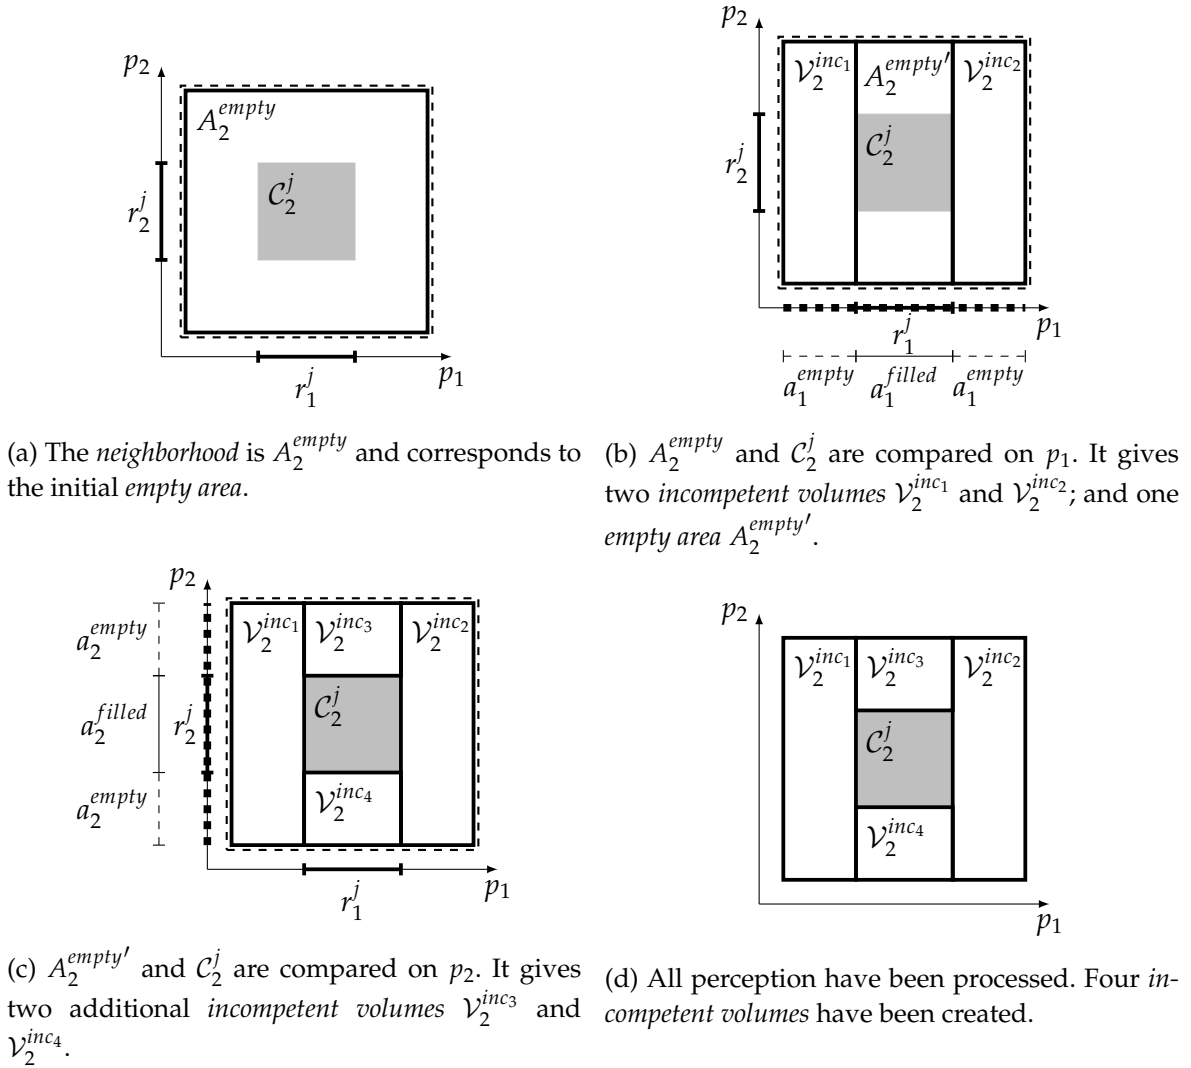 p₂
A₂^{empty}
C₂^j
r₂^j
r₁^j
p₁
(a) The neighborhood is A₂^{empty} and corresponds to
the initial empty area.
p₂
V₂^{inc₁} A₂^{empty′} V₂^{inc₂}
C₂^j
r₂^j
p₁
r₁^j
a₁^{empty} a₁^{filled} a₁^{empty}
(b) A₂^{empty} and C₂^j are compared on p₁. It gives
two incompetent volumes V₂^{inc₁} and V₂^{inc₂}; and one
empty area A₂^{empty′}.
p₂
V₂^{inc₁} V₂^{inc₃} V₂^{inc₂}
a₂^{empty}
C₂^j
a₂^{filled} r₂^j
V₂^{inc₄}
a₂^{empty}
p₁
r₁^j
(c) A₂^{empty′} and C₂^j are compared on p₂. It gives
two additional incompetent volumes V₂^{inc₃} and
V₂^{inc₄}.
p₂
V₂^{inc₁} V₂^{inc₃} V₂^{inc₂}
C₂^j
V₂^{inc₄}
p₁
(d) All perception have been processed. Four in-
competent volumes have been created.